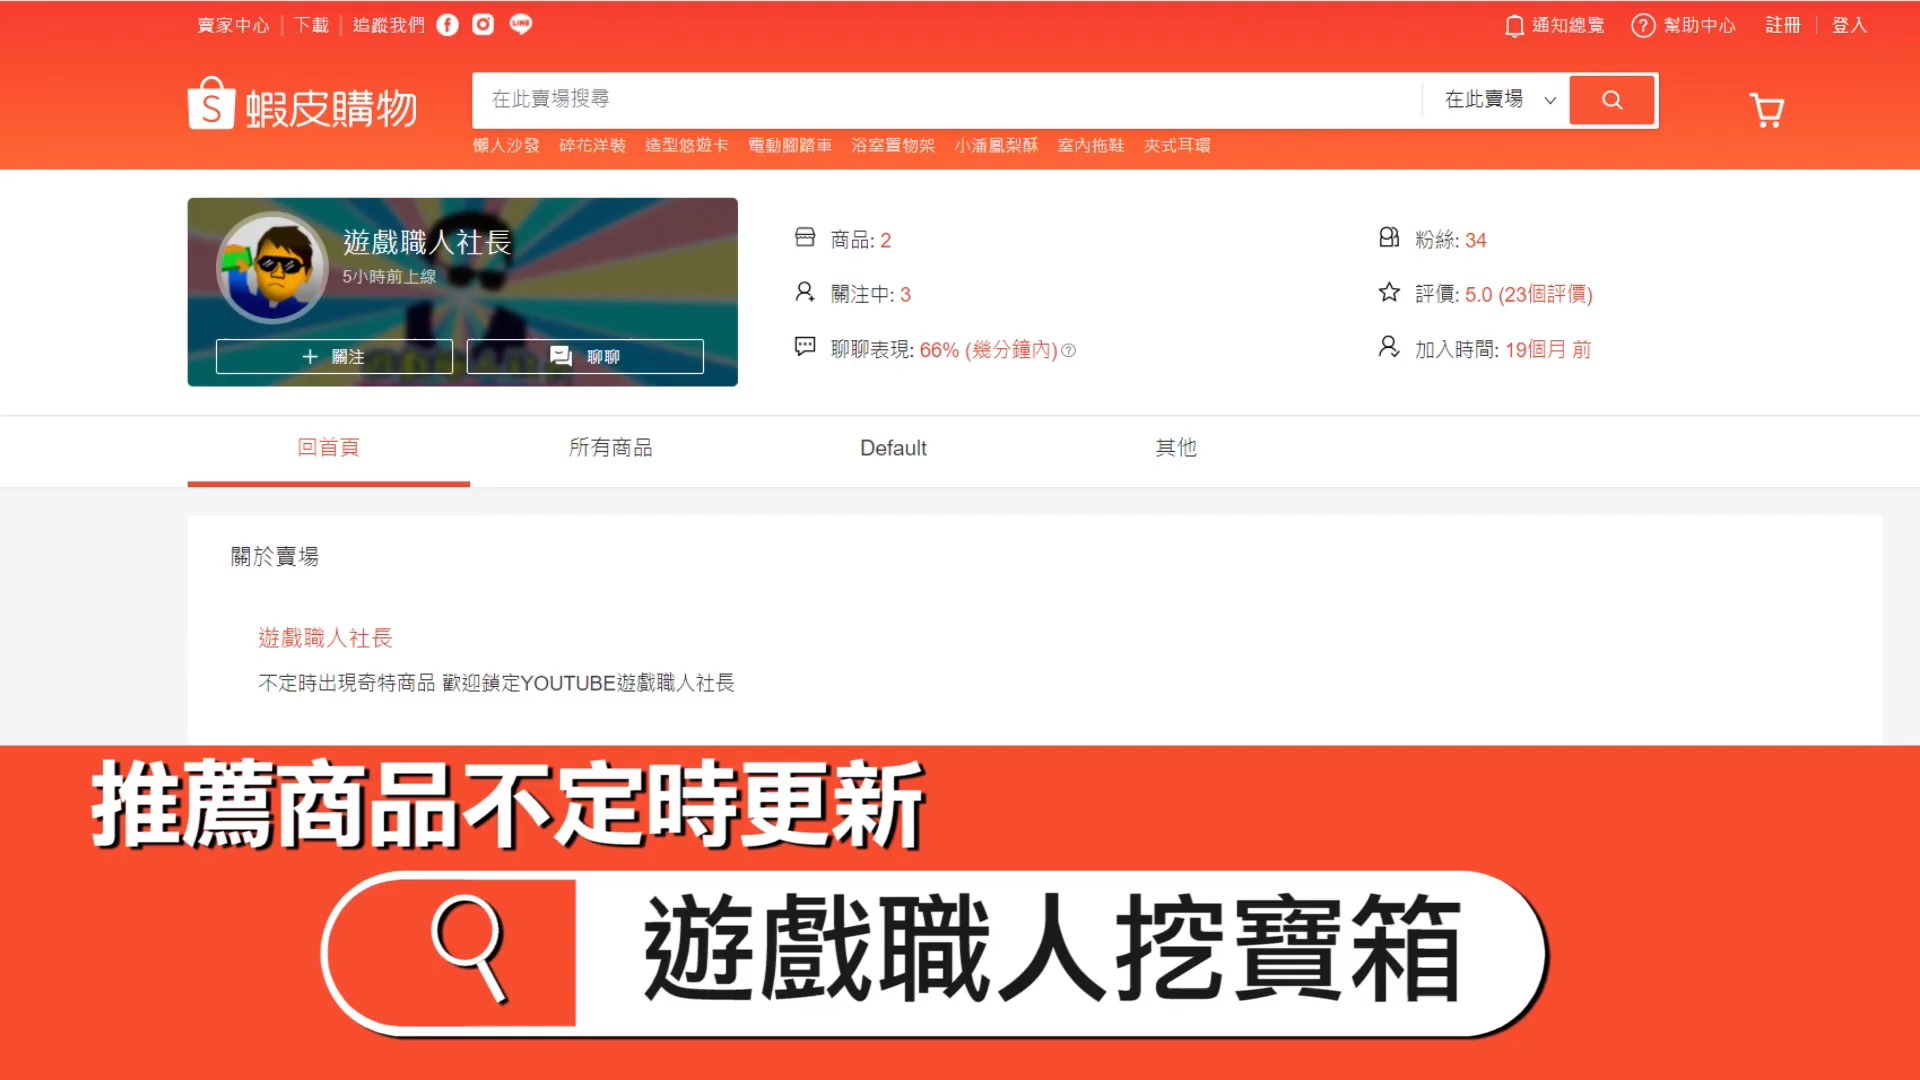 賣家中心 下載 追蹤我們 f LINE 通知總覽 ? 幫助中心 註冊 登入
S 蝦皮購物 在此賣場搜尋 在此賣場
懶人沙發 碎花洋裝 造型悠遊卡 電動腳踏車 浴室置物架 小潘鳳梨酥 室內拖鞋 夾式耳環
遊戲職人社長
5小時前上線
+ 關注 聊聊
商品: 2 粉絲: 34
關注中: 3 評價: 5.0 (23個評價)
聊聊表現: 66% (幾分鐘內) ? 加入時間: 19個月 前
回首頁 所有商品 Default 其他
關於賣場
遊戲職人社長
不定時出現奇特商品 歡迎鎖定YOUTUBE遊戲職人社長
推薦商品不定時更新
遊戲職人挖寶箱